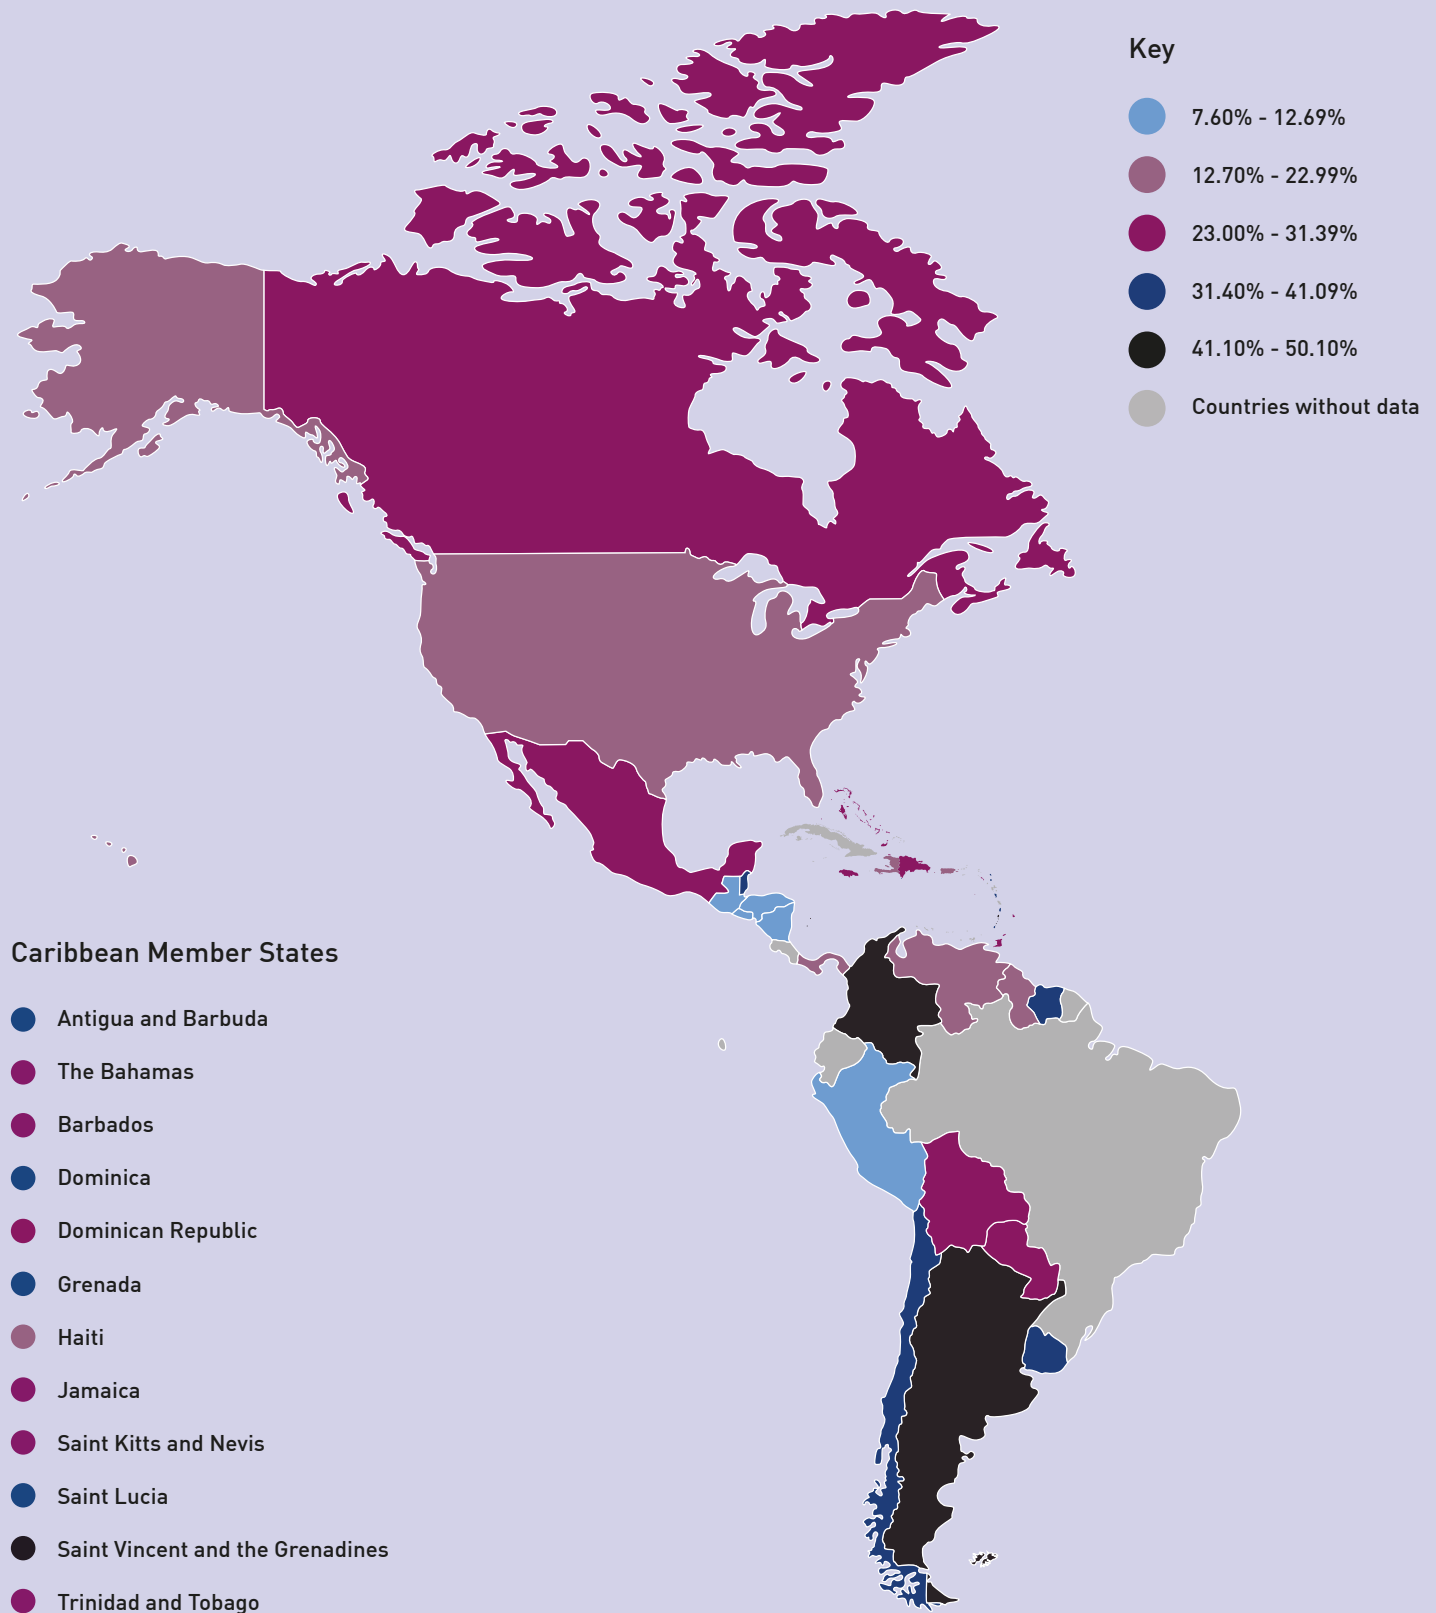 Key
7.60% - 12.69%
12.70% - 22.99%
23.00% - 31.39%
31.40% - 41.09%
41.10% - 50.10%
Countries without data
Caribbean Member States
Antigua and Barbuda
The Bahamas
Barbados
Dominica
Dominican Republic
Grenada
Haiti
Jamaica
Saint Kitts and Nevis
Saint Lucia
Saint Vincent and the Grenadines
Trinidad and Tobago